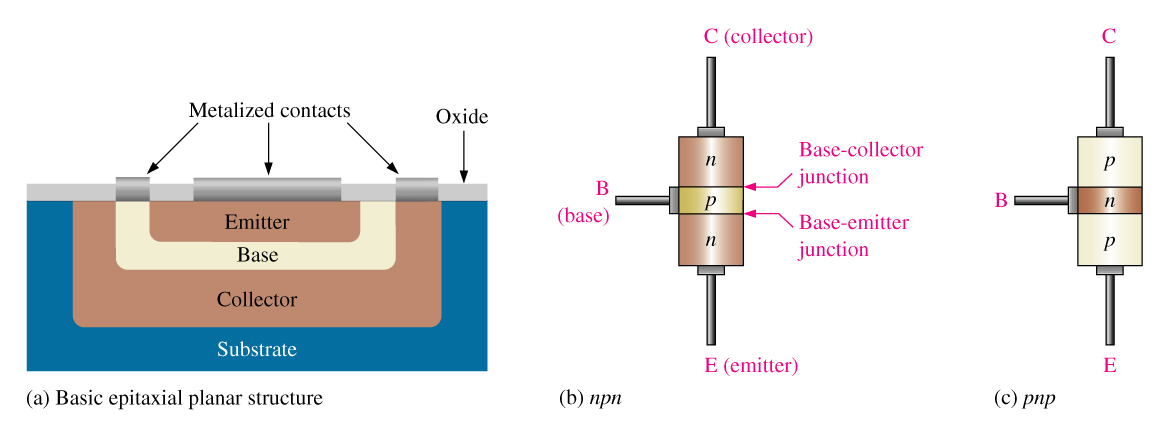 Metalized contacts
Oxide
Emitter
Base
Collector
Substrate
(a) Basic epitaxial planar structure
C (collector)
n
Base-collector
junction
B
(base)
p
Base-emitter
junction
n
E (emitter)
(b) npn
C
p
B
n
p
E
(c) pnp